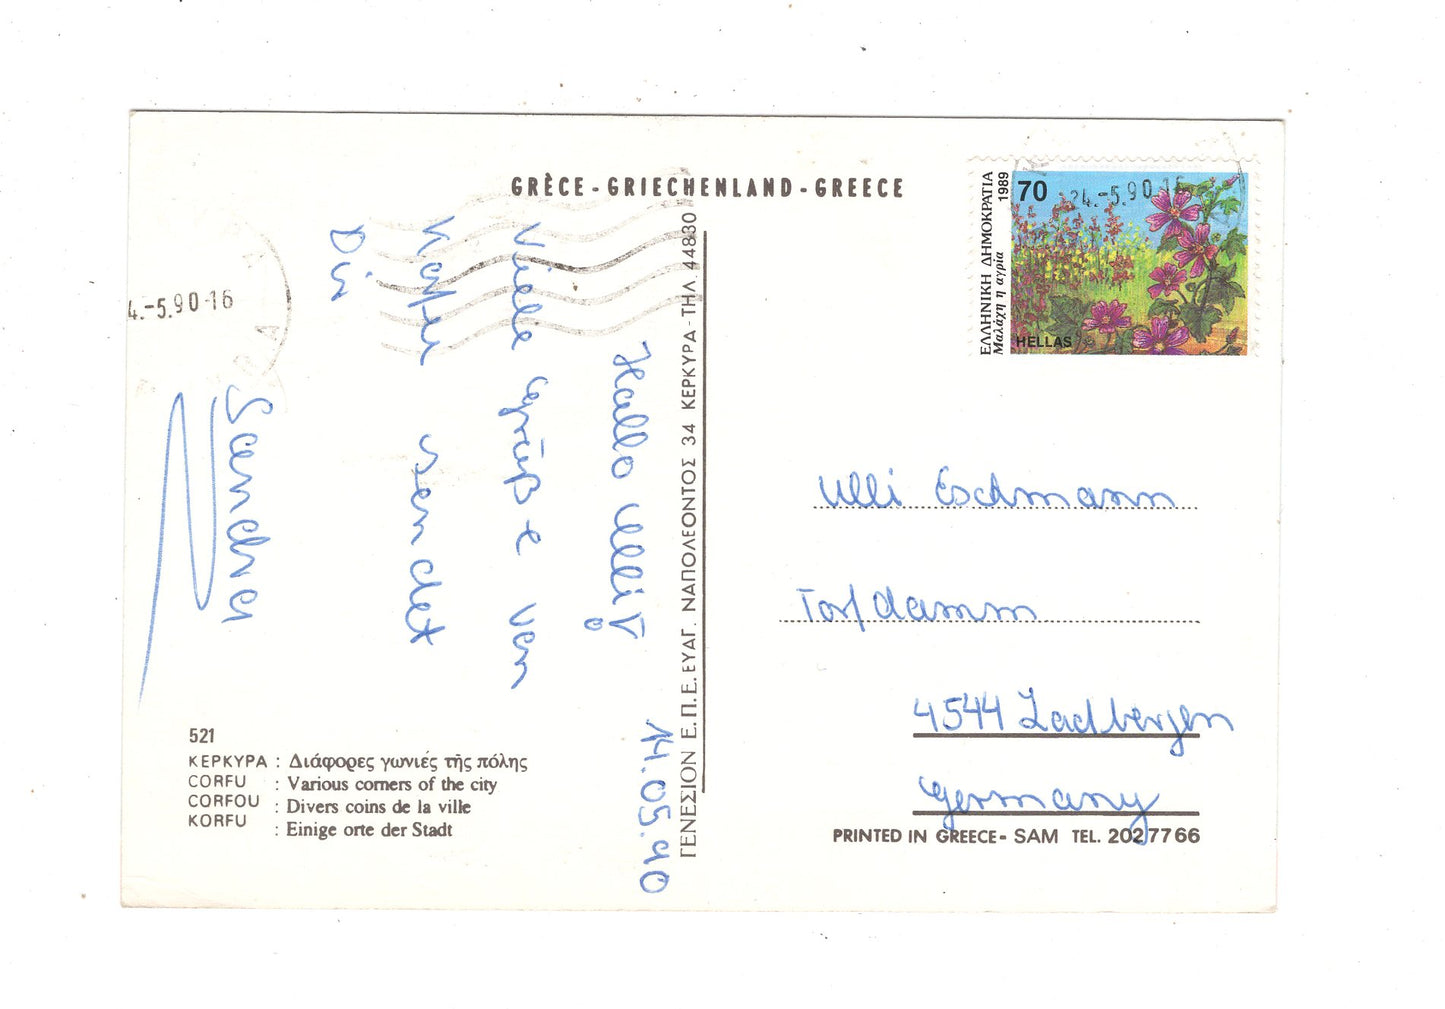 GRÈCE - GRIECHENLAND - GREECE
ΕΛΛΗΝΙΚΗ ΔΗΜΟΚΡΑΤΙΑ 1989
Μαλάχη η αγρία
70
HELLAS
24.-5.90-16
4.-5.90-16
14.05.90
Hallo Ulli!
Viele Grüße von
Korfu sendet
Dir
Sandra
ΓΕΝΕΣΙΟΝ Ε.Π.Ε. ΕΥΑΓ. ΝΑΠΟΛΕΟΝΤΟΣ 34 ΚΕΡΚΥΡΑ - ΤΗΛ 44830
Ulli Eschmann
Torfdamm
4544 Ladbergen
Germany
PRINTED IN GREECE - SAM TEL. 2027766
521
ΚΕΡΚΥΡΑ : Διάφορες γωνιές τῆς πόλης
CORFU : Various corners of the city
CORFOU : Divers coins de la ville
KORFU : Einige orte der Stadt